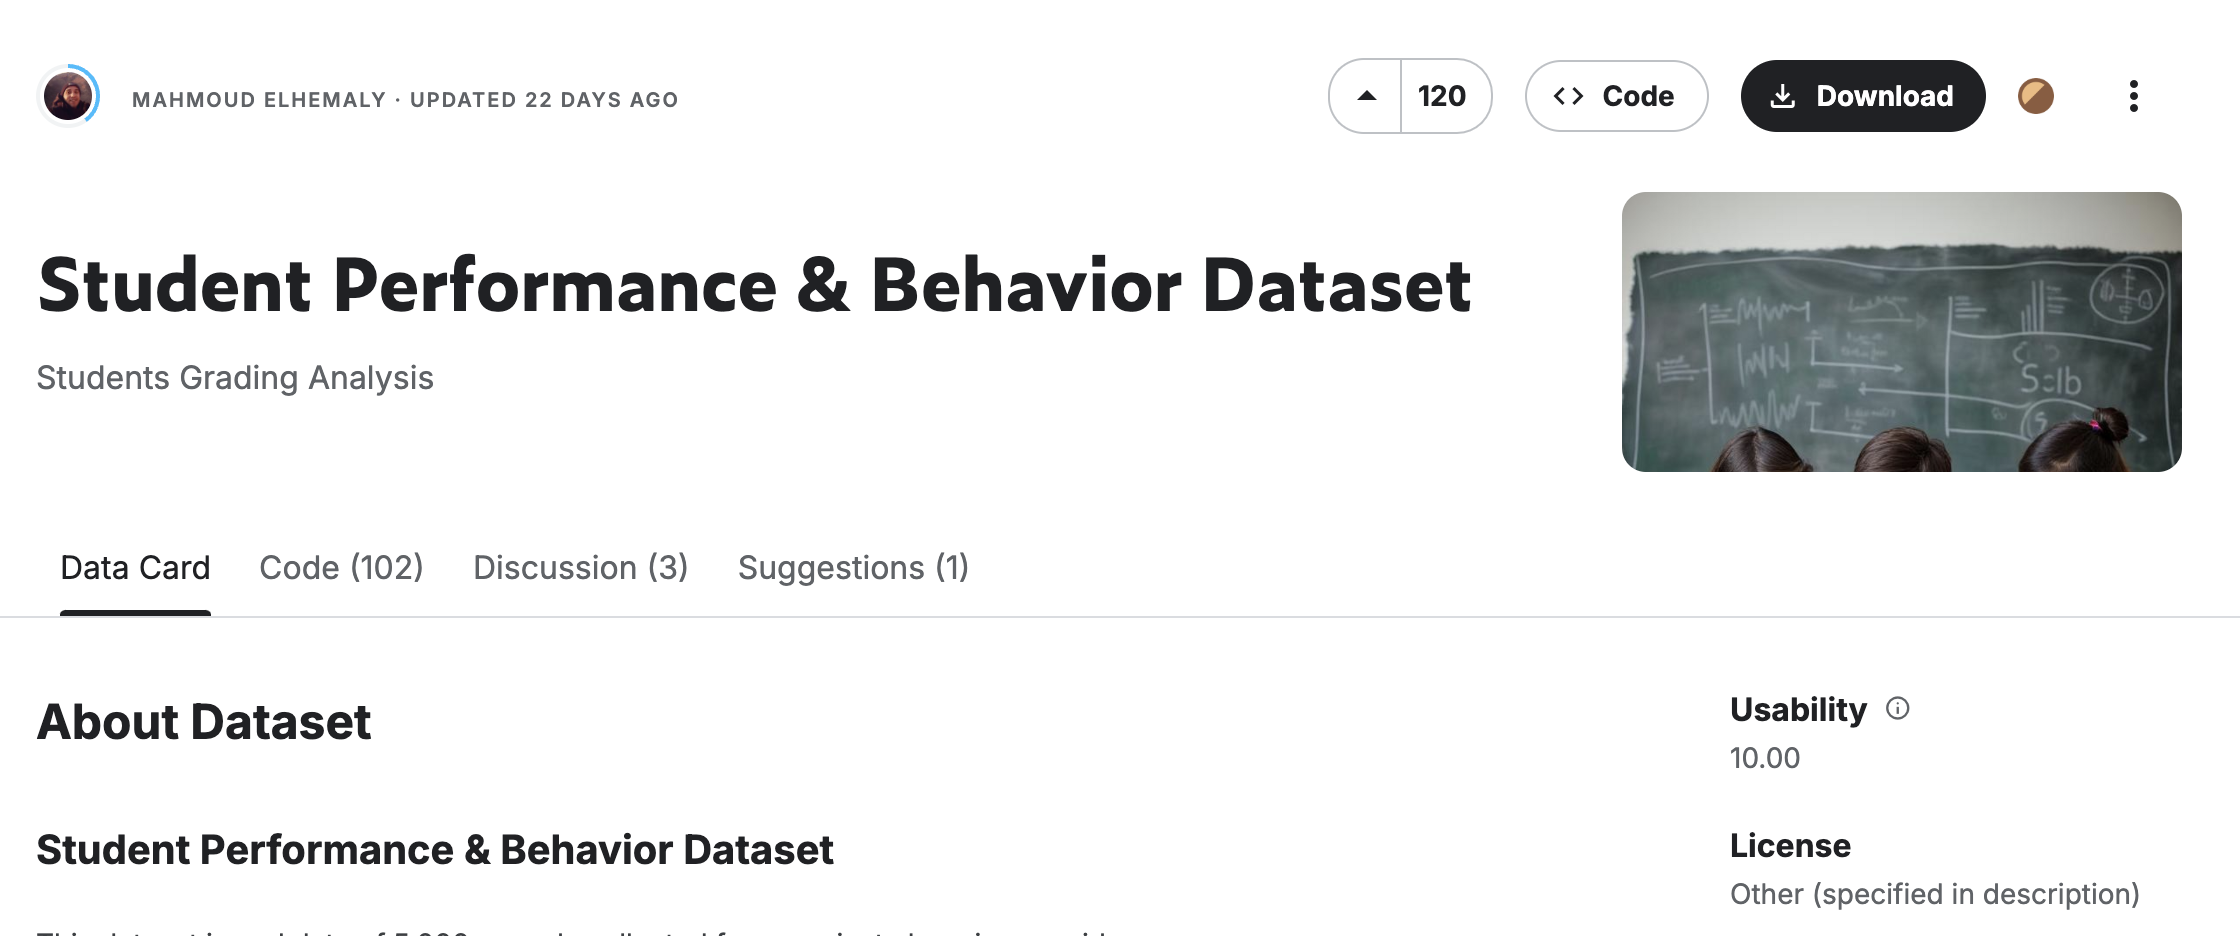 MAHMOUD ELHEMALY · UPDATED 22 DAYS AGO
120
Code
Download
Student Performance & Behavior Dataset
Students Grading Analysis
Data Card
Code (102)
Discussion (3)
Suggestions (1)
About Dataset
Usability
10.00
Student Performance & Behavior Dataset
License
Other (specified in description)